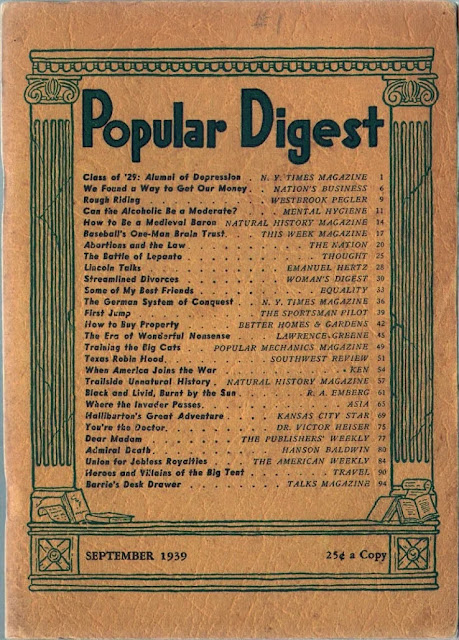 #1
Popular Digest
Class of '29: Alumni of Depression . N. Y. TIMES MAGAZINE 1
We Found a Way to Get Our Money . . NATION'S BUSINESS 6
Rough Riding . . . . . . . . . . WESTBROOK PEGLER 9
Can the Alcoholic Be a Moderate? . . . MENTAL HYGIENE 11
How to Be a Medieval Baron NATURAL HISTORY MAGAZINE 14
Baseball's One-Man Brain Trust. . . . THIS WEEK MAGAZINE 17
Abortions and the Law . . . . . . . . . . THE NATION 20
The Battle of Lepanto . . . . . . . . . . . THOUGHT 25
Lincoln Talks . . . . . . . . . . . EMANUEL HERTZ 28
Streamlined Divorces . . . . . . . . WOMAN'S DIGEST 30
Some of My Best Friends . . . . . . . . . EQUALITY 33
The German System of Conquest . N. Y. TIMES MAGAZINE 36
First Jump . . . . . . . . . . THE SPORTSMAN PILOT 39
How to Buy Property BETTER HOMES & GARDENS 42
The Era of Wonderful Nonsense . . LAWRENCE GREENE 45
Training the Big Cats . . POPULAR MECHANICS MAGAZINE 49
Texas Robin Hood. . . . . . . . . SOUTHWEST REVIEW 51
When America Joins the War . . . . . . . . . . KEN 54
Trailside Unnatural History . NATURAL HISTORY MAGAZINE 57
Black and Livid, Burnt by the Sun . . . . R. A. EMBERG 61
Where the Invader Passes. . . . . . . . . . . . ASIA 65
Halliburton's Great Adventure . . . . KANSAS CITY STAR 69
You're the Doctor. . . . . . . . . DR. VICTOR HEISER 75
Dear Madam . . . . . . . THE PUBLISHERS' WEEKLY 77
Admiral Death. . . . . . . . . . HANSON BALDWIN 80
Union for Jobless Royalties . . . THE AMERICAN WEEKLY 84
Heroes and Villains of the Big Tent . . . . . . . TRAVEL 90
Barrie's Desk Drawer . . . . . . . TALKS MAGAZINE 94
SEPTEMBER 1939 25¢ a Copy